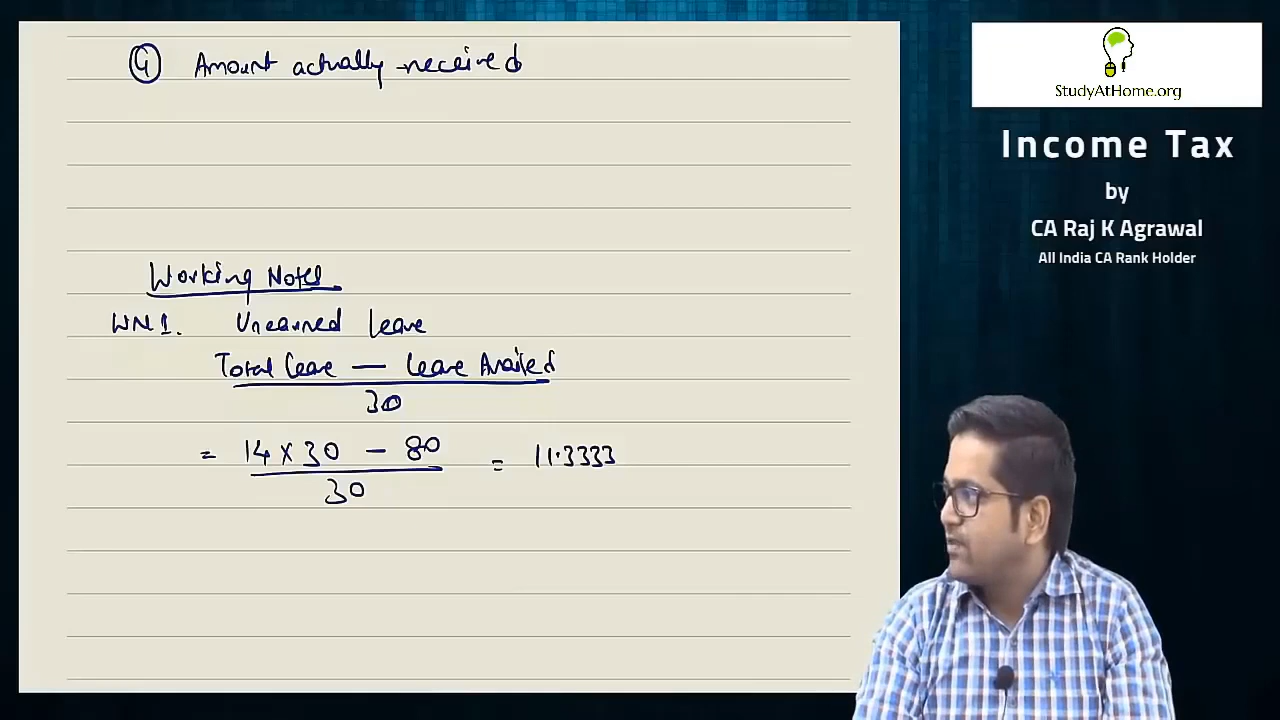 ④ Amount actually received
Working Notes
WN1. Unearned Leave
Total Leave — Leave Availed
30
= 14 x 30 - 80 = 11.3333
30
StudyAtHome.org
Income Tax
by
CA Raj K Agrawal
All India CA Rank Holder